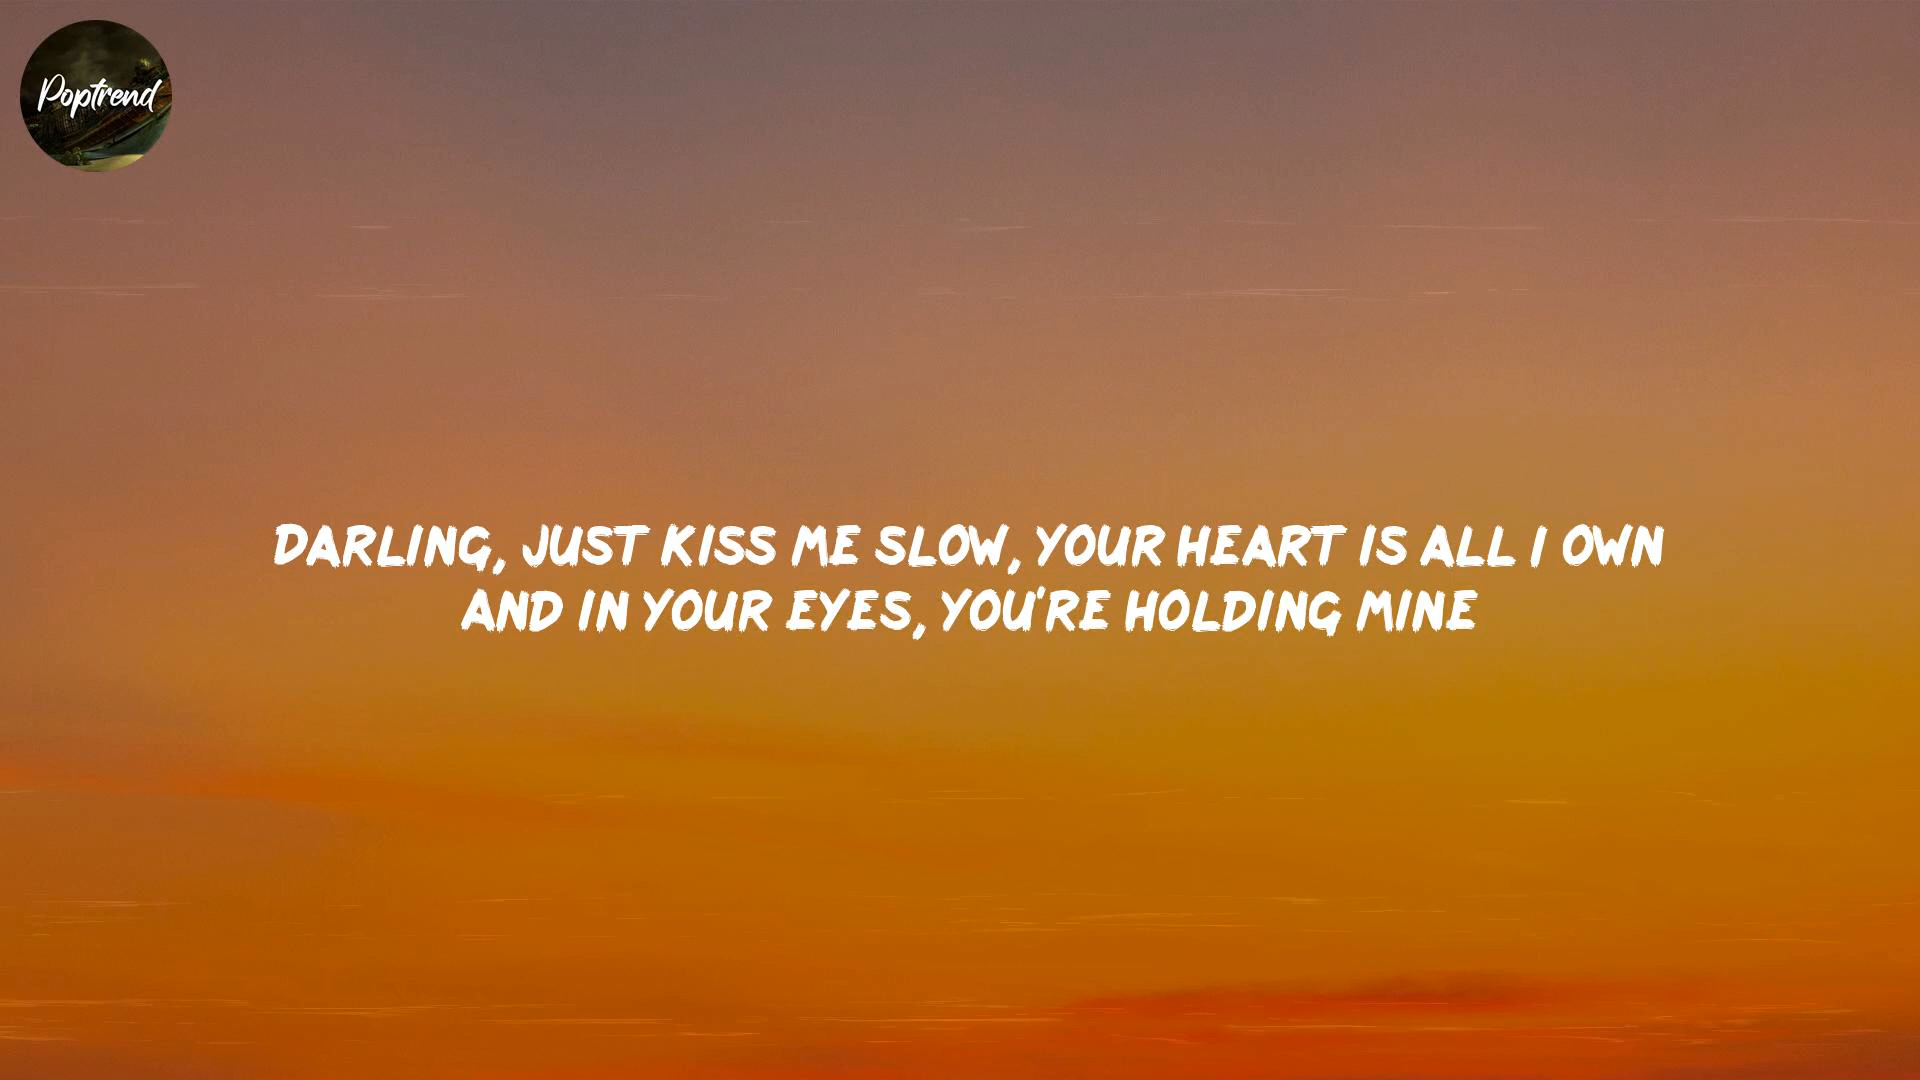 Poptrend
DARLING, JUST KISS ME SLOW, YOUR HEART IS ALL I OWN
AND IN YOUR EYES, YOU'RE HOLDING MINE